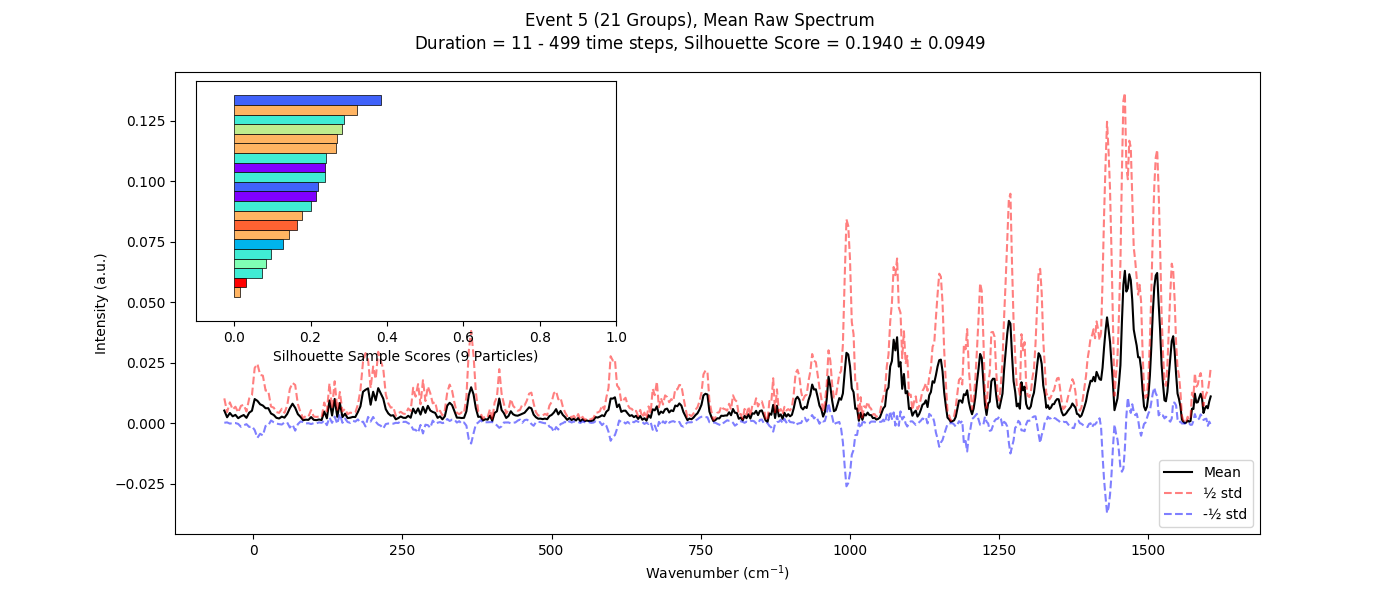 Event 5 (21 Groups), Mean Raw Spectrum
Duration = 11 - 499 time steps, Silhouette Score = 0.1940 ± 0.0949
Intensity (a.u.)
0.125
0.100
0.075
0.050
0.025
0.000
−0.025
0.0 0.2 0.4 0.6 0.8 1.0
Silhouette Sample Scores (9 Particles)
Mean
½ std
-½ std
0 250 500 750 1000 1250 1500
Wavenumber (cm⁻¹)